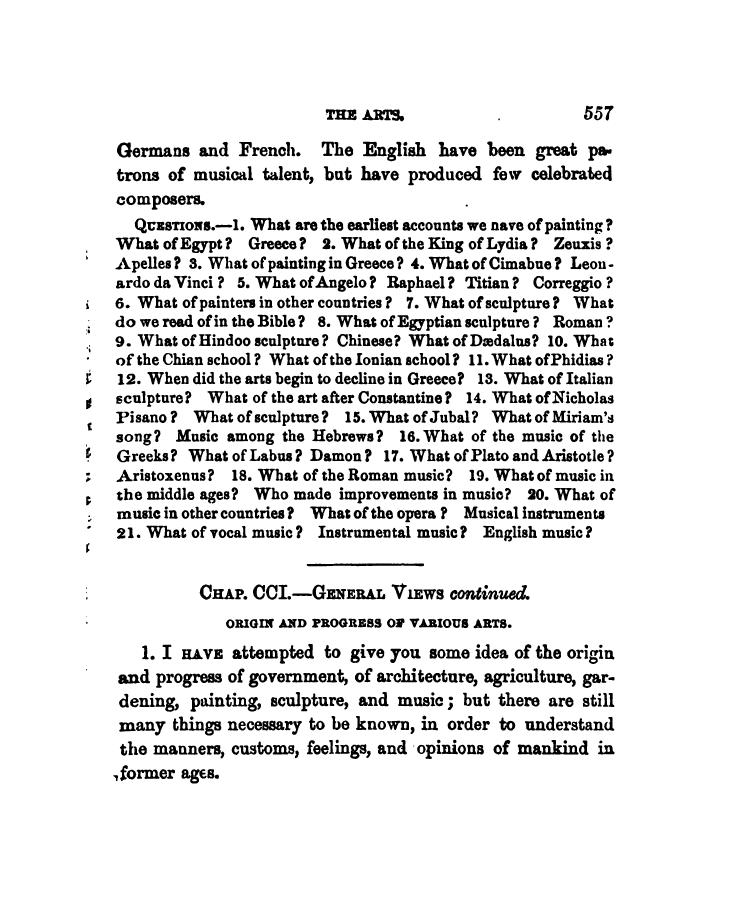 THE ARTS. 557
Germans and French. The English have been great pa-
trons of musical talent, but have produced few celebrated
composers.
QUESTIONS.—1. What are the earliest accounts we nave of painting?
What of Egypt? Greece? 2. What of the King of Lydia? Zeuxis?
Apelles? 3. What of painting in Greece? 4. What of Cimabue? Leon-
ardo da Vinci? 5. What of Angelo? Raphael? Titian? Correggio?
6. What of painters in other countries? 7. What of sculpture? What
do we read of in the Bible? 8. What of Egyptian sculpture? Roman?
9. What of Hindoo sculpture? Chinese? What of Dædalus? 10. What
of the Chian school? What of the Ionian school? 11. What of Phidias?
12. When did the arts begin to decline in Greece? 13. What of Italian
sculpture? What of the art after Constantine? 14. What of Nicholas
Pisano? What of sculpture? 15. What of Jubal? What of Miriam's
song? Music among the Hebrews? 16. What of the music of the
Greeks? What of Labus? Damon? 17. What of Plato and Aristotle?
Aristoxenus? 18. What of the Roman music? 19. What of music in
the middle ages? Who made improvements in music? 20. What of
music in other countries? What of the opera? Musical instruments
21. What of vocal music? Instrumental music? English music?
CHAP. CCI.—GENERAL VIEWS continued.
ORIGIN AND PROGRESS OF VARIOUS ARTS.
1. I HAVE attempted to give you some idea of the origin
and progress of government, of architecture, agriculture, gar-
dening, painting, sculpture, and music; but there are still
many things necessary to be known, in order to understand
the manners, customs, feelings, and opinions of mankind in
former ages.